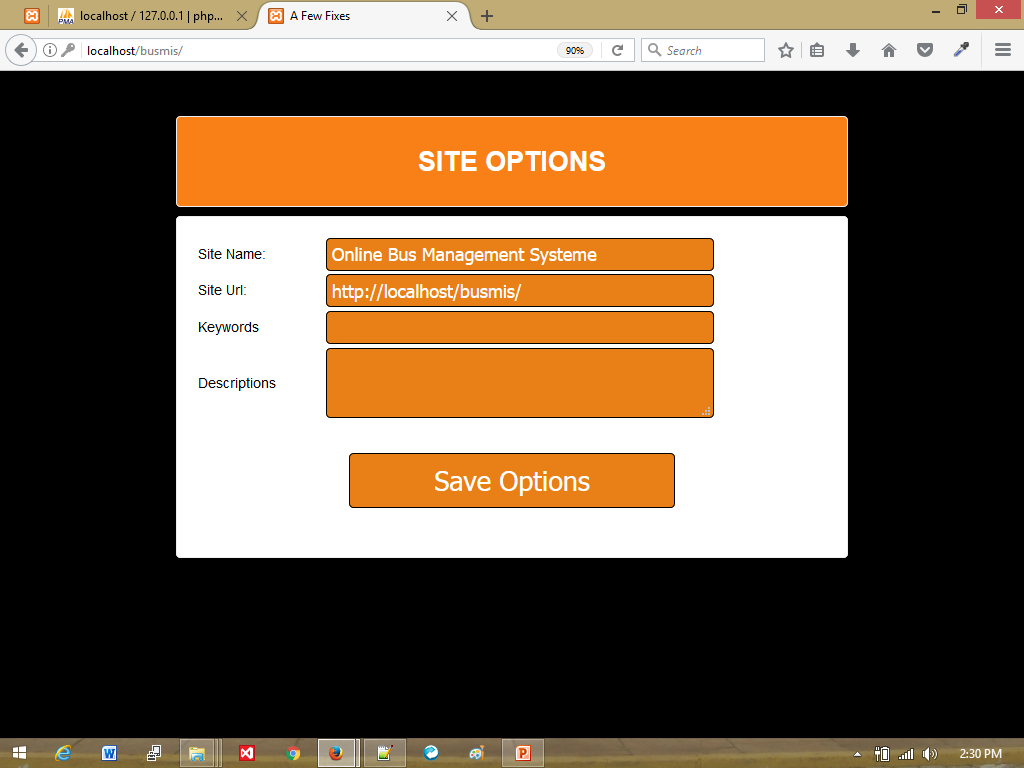 localhost / 127.0.0.1 | php...
A Few Fixes
localhost/busmis/
90%
Search
SITE OPTIONS
Site Name:
Online Bus Management Systeme
Site Url:
http://localhost/busmis/
Keywords
Descriptions
Save Options
2:30 PM